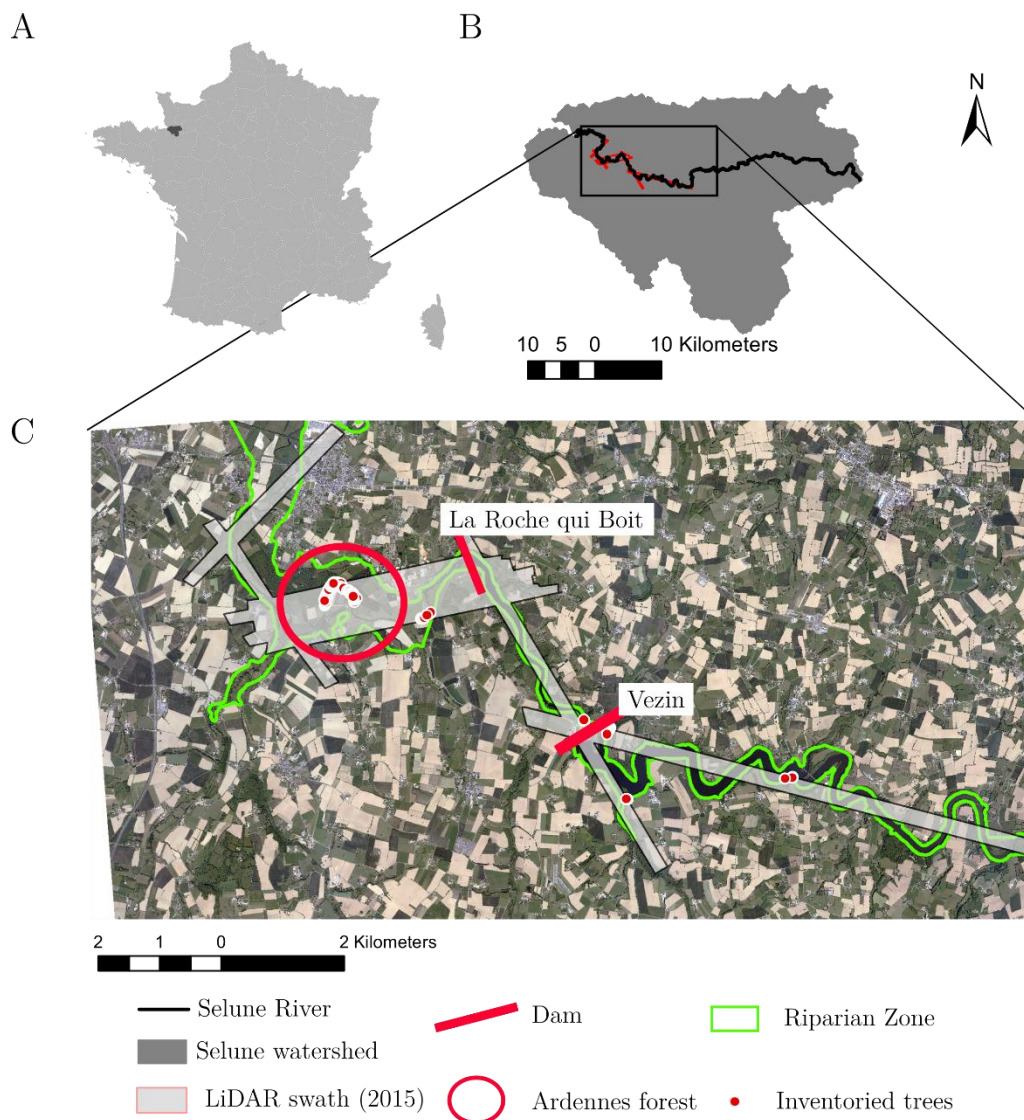 A
B
N
10 5 0 10 Kilometers
C
La Roche qui Boit
Vezin
2 1 0 2 Kilometers
Selune River
Dam
Riparian Zone
Selune watershed
LiDAR swath (2015)
Ardennes forest
Inventoried trees